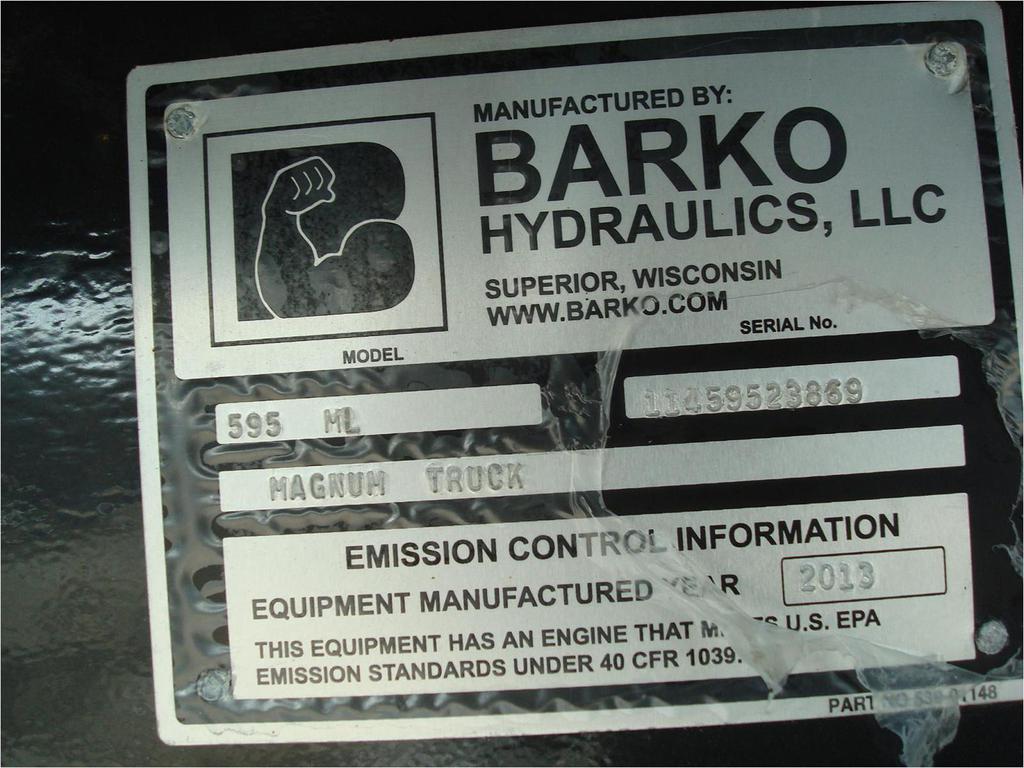 MANUFACTURED BY:
BARKO
HYDRAULICS, LLC
SUPERIOR, WISCONSIN
WWW.BARKO.COM
MODEL
SERIAL No.
595 ML
11459523869
MAGNUM TRUCK
EMISSION CONTROL INFORMATION
EQUIPMENT MANUFACTURED YEAR 2013
THIS EQUIPMENT HAS AN ENGINE THAT U.S. EPA
EMISSION STANDARDS UNDER 40 CFR 1039.
PART NO